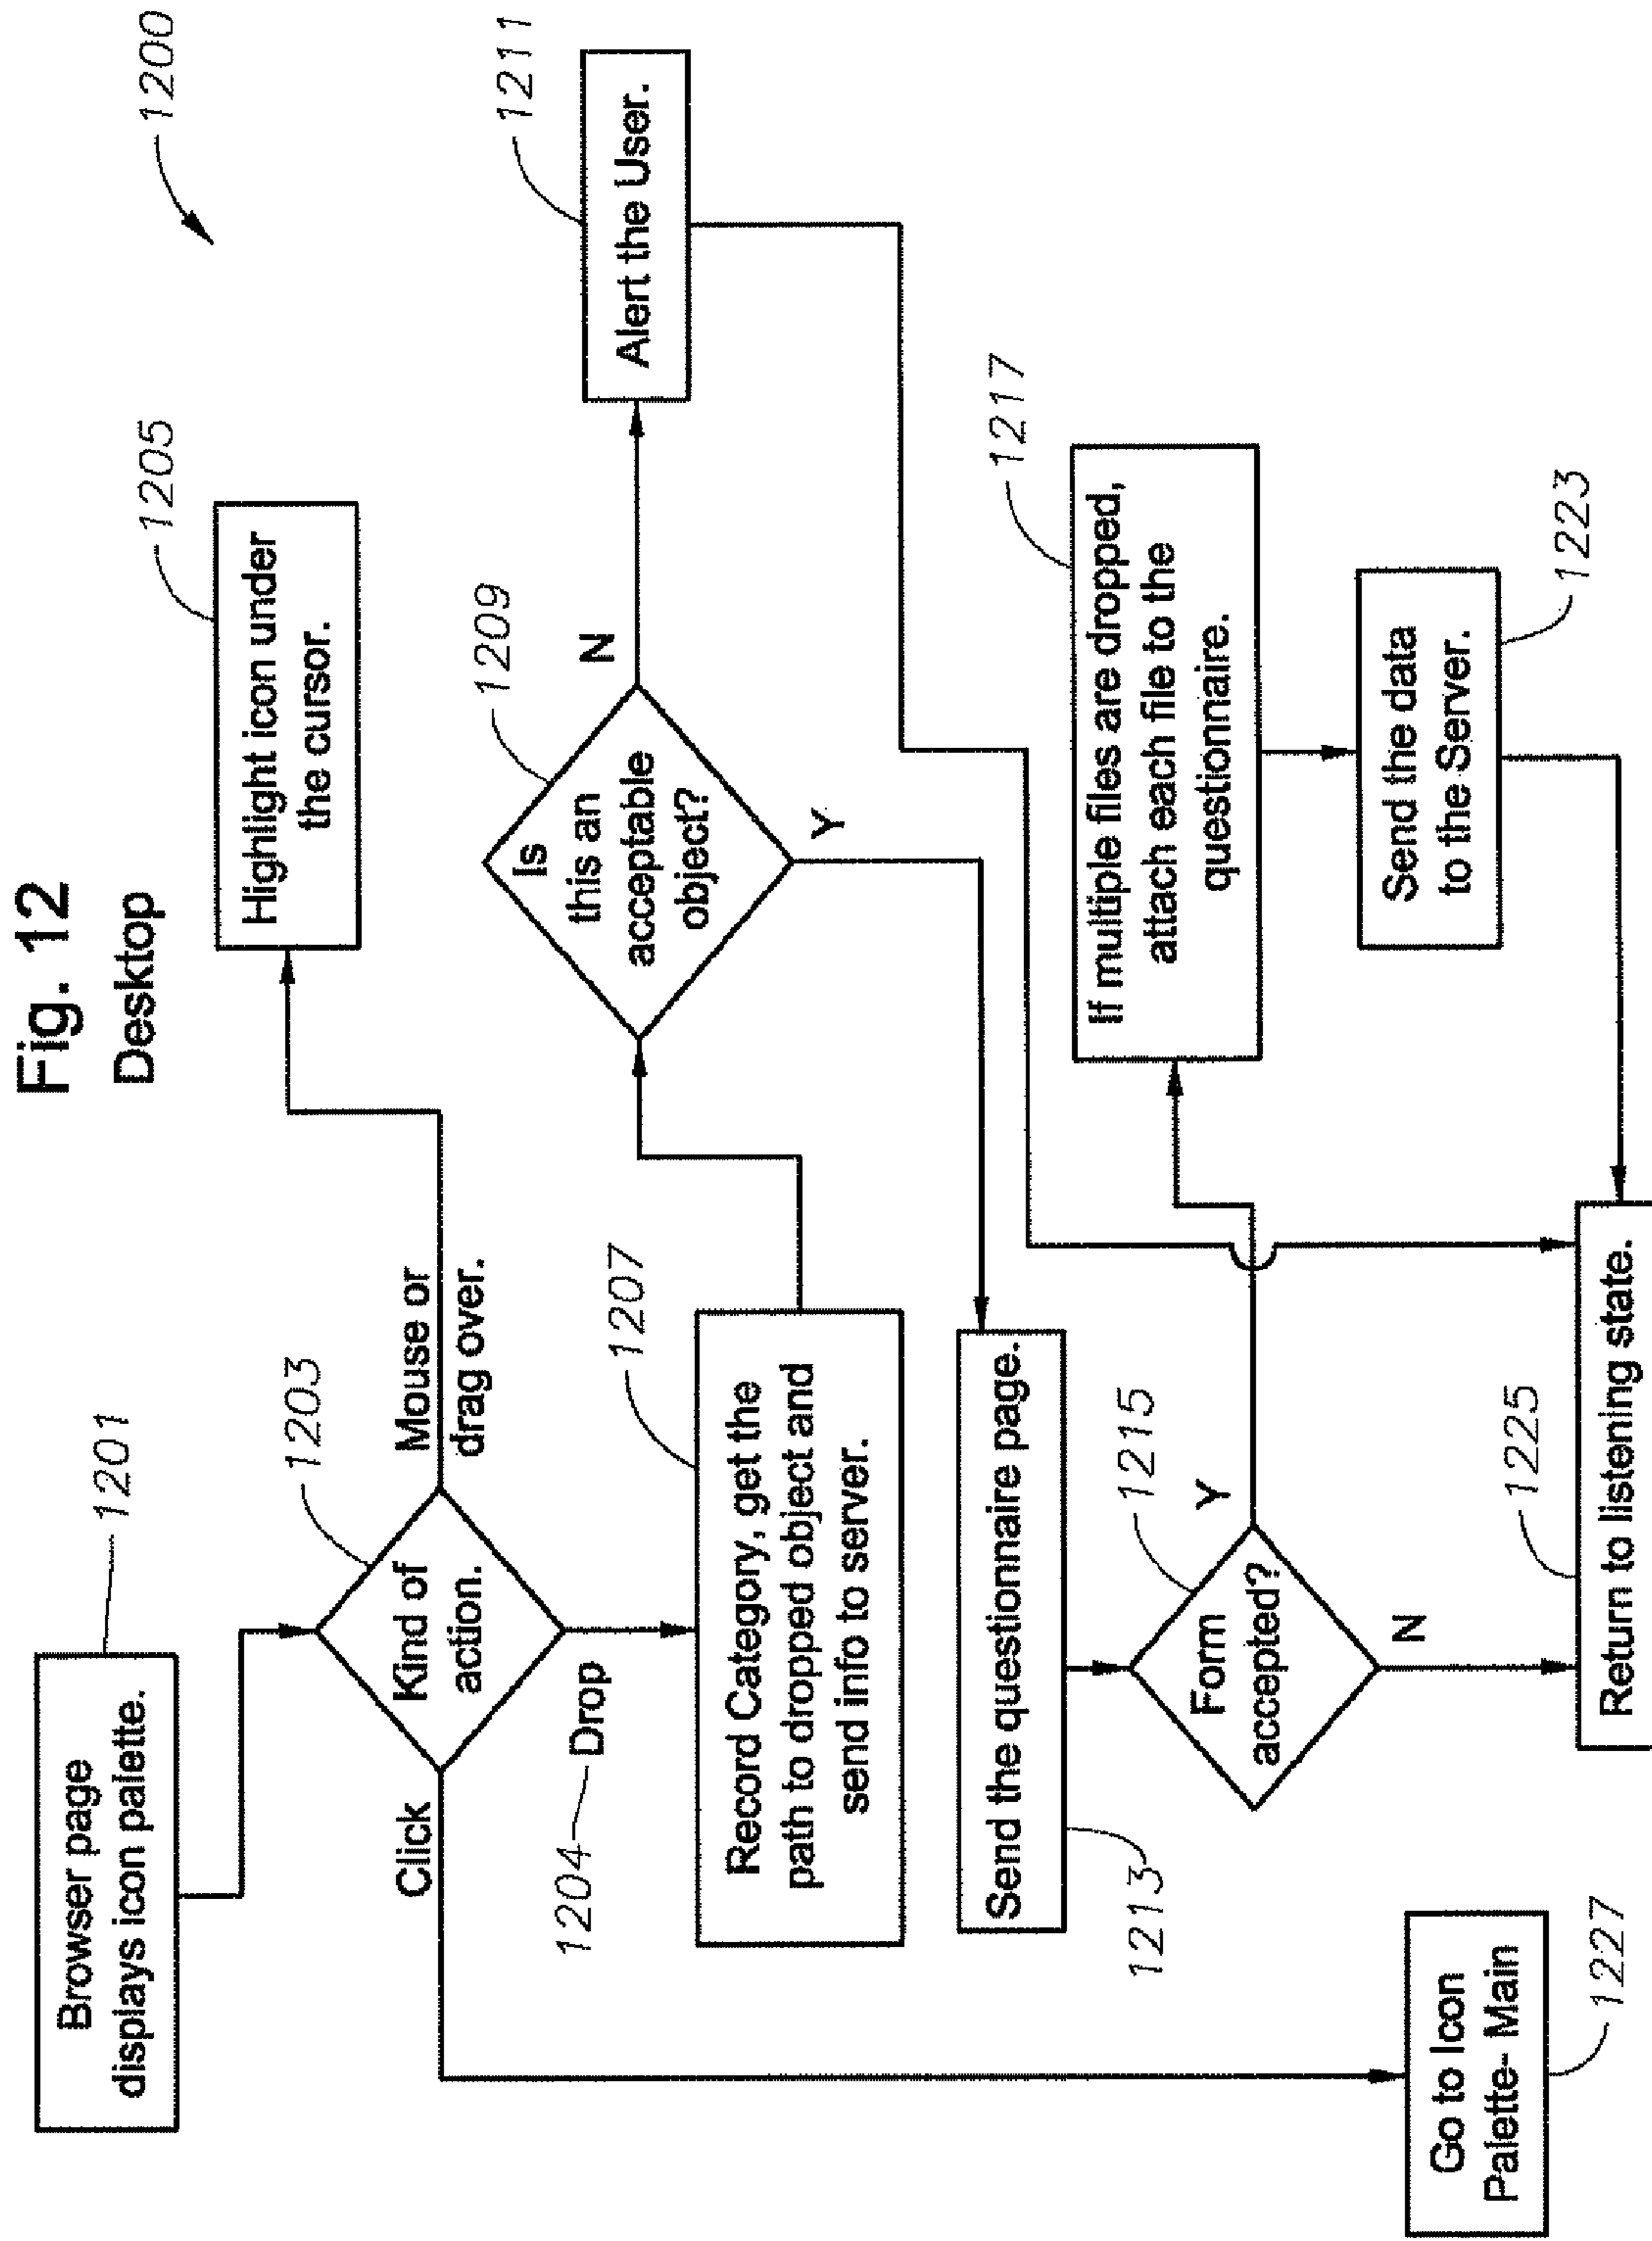 Fig. 12
Desktop
1200
1201
Browser page
displays icon palette.
1203
Kind of
action.
Mouse or
drag over.
1205
Highlight icon under
the cursor.
Click
1204
Drop
1207
Record Category, get the
path to dropped object and
send info to server.
1209
Is
this an
acceptable
object?
N
Y
1211
Alert the User.
Send the questionnaire page.
1213
1215
Form
accepted?
Y
N
1217
If multiple files are dropped,
attach each file to the
questionnaire.
Send the data
to the Server.
1223
1225
Return to listening state.
Go to Icon
Palette- Main
1227